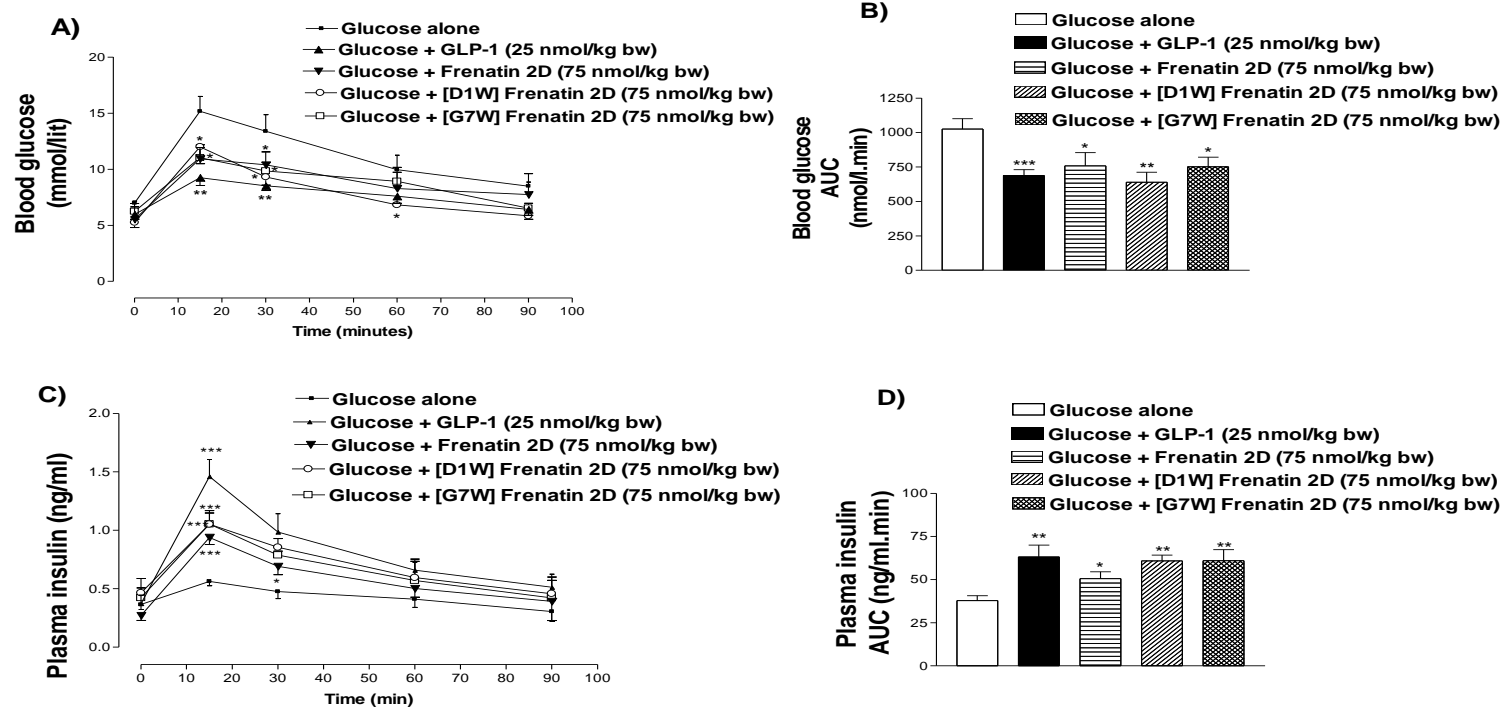 A)
Glucose alone
Glucose + GLP-1 (25 nmol/kg bw)
Glucose + Frenatin 2D (75 nmol/kg bw)
Glucose + [D1W] Frenatin 2D (75 nmol/kg bw)
Glucose + [G7W] Frenatin 2D (75 nmol/kg bw)
Blood glucose
(mmol/lit)
20
15
10
5
0
*
*
*
*
*
**
**
*
0 10 20 30 40 50 60 70 80 90 100
Time (minutes)
B)
Glucose alone
Glucose + GLP-1 (25 nmol/kg bw)
Glucose + Frenatin 2D (75 nmol/kg bw)
Glucose + [D1W] Frenatin 2D (75 nmol/kg bw)
Glucose + [G7W] Frenatin 2D (75 nmol/kg bw)
Blood glucose
AUC
(nmol/l.min)
1250
1000
750
500
250
0
***
*
**
*
C)
Glucose alone
Glucose + GLP-1 (25 nmol/kg bw)
Glucose + Frenatin 2D (75 nmol/kg bw)
Glucose + [D1W] Frenatin 2D (75 nmol/kg bw)
Glucose + [G7W] Frenatin 2D (75 nmol/kg bw)
Plasma insulin (ng/ml)
2.0
1.5
1.0
0.5
0.0
***
***
***
***
*
0 10 20 30 40 50 60 70 80 90 100
Time (min)
D)
Glucose alone
Glucose + GLP-1 (25 nmol/kg bw)
Glucose + Frenatin 2D (75 nmol/kg bw)
Glucose + [D1W] Frenatin 2D (75 nmol/kg bw)
Glucose + [G7W] Frenatin 2D (75 nmol/kg bw)
Plasma insulin
AUC (ng/ml.min)
100
75
50
25
0
**
*
**
**